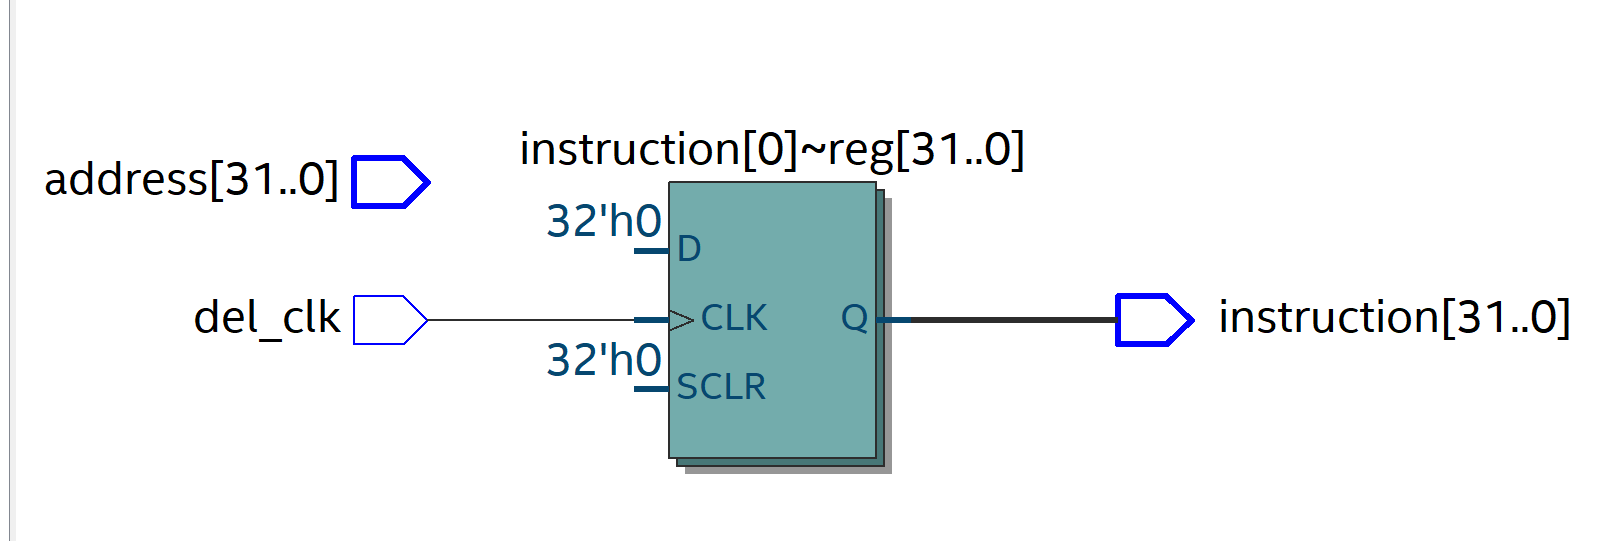 instruction[0]~reg[31..0]
address[31..0]
32'h0
D
del_clk
CLK
Q
instruction[31..0]
32'h0
SCLR